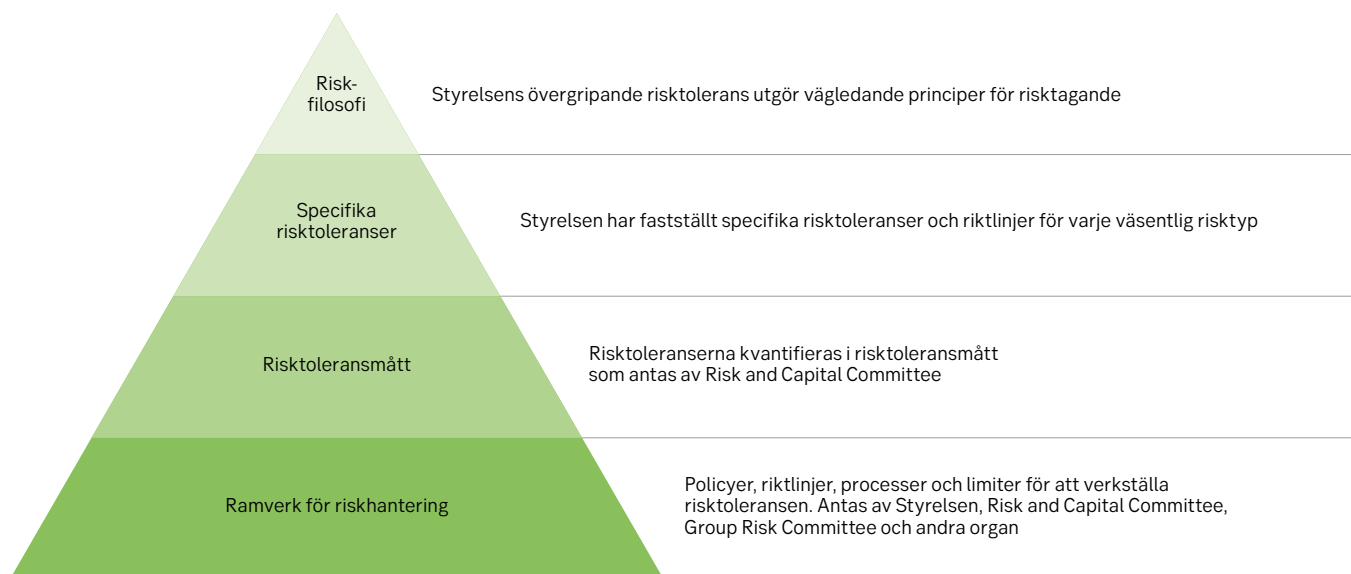 Risk-
filosofi
Styrelsens övergripande risktolerans utgör vägledande principer för risktagande
Specifika
risktoleranser
Styrelsen har fastställt specifika risktoleranser och riktlinjer för varje väsentlig risktyp
Risktoleransmått
Risktoleranserna kvantifieras i risktoleransmått
som antas av Risk and Capital Committee
Ramverk för riskhantering
Policyer, riktlinjer, processer och limiter för att verkställa
risktoleransen. Antas av Styrelsen, Risk and Capital Committee,
Group Risk Committee och andra organ